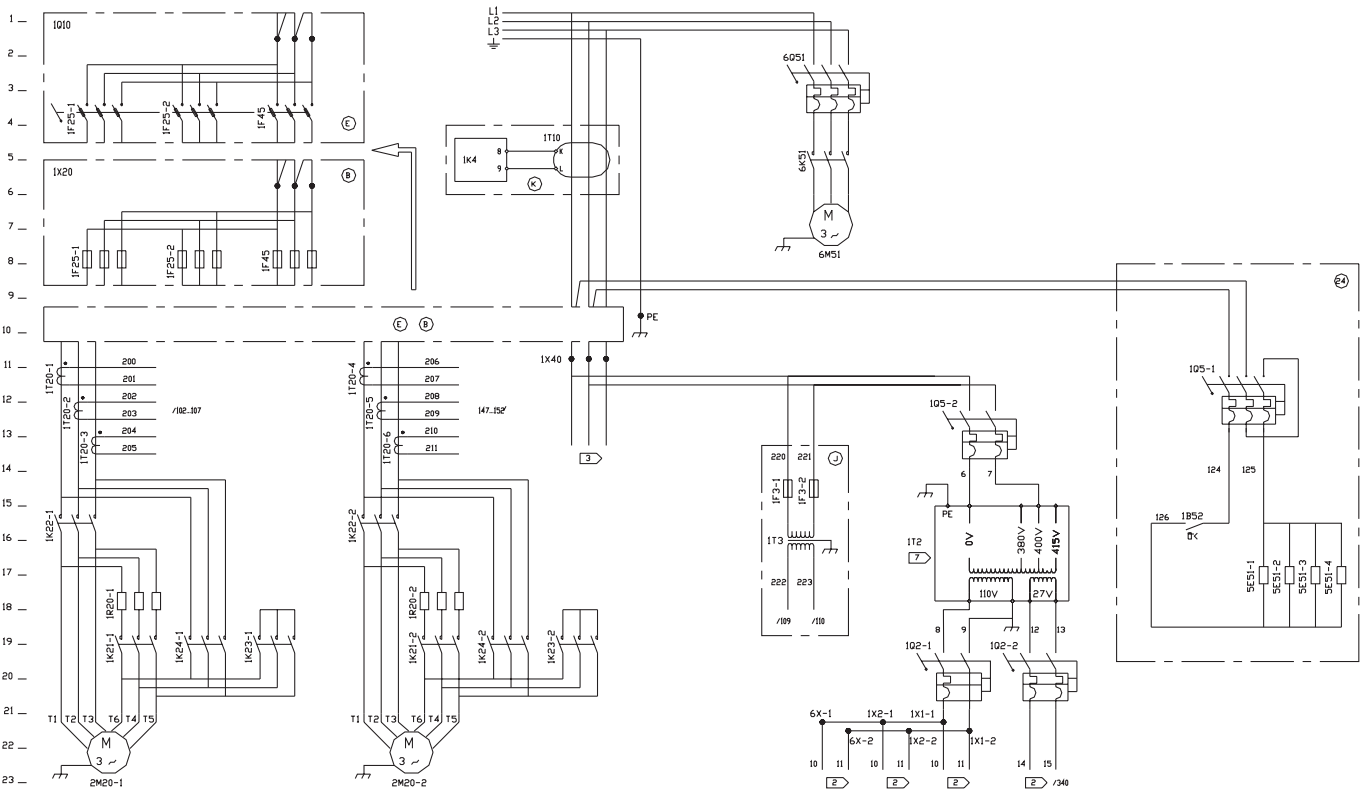 1
2
3
4
5
6
7
8
9
10
11
12
13
14
15
16
17
18
19
20
21
22
23
1Q10
1F25-1
1F25-2
1F45
E
1X20
B
1F25-1
1F25-2
1F45
L1
L2
L3
1K4
8
9
1T10
K
L
K
6Q51
6K51
M
3 ~
6M51
E
B
PE
1X40
3
1T20-1
1T20-2
1T20-3
200
201
202
203
204
205
/102..107
1K22-1
1R20-1
1K21-1
1K24-1
1K23-1
T1 T2 T3 T6 T4 T5
M
3 ~
2M20-1
1T20-4
1T20-5
1T20-6
206
207
208
209
210
211
147..152/
1K22-2
1R20-2
1K21-2
1K24-2
1K23-2
T1 T2 T3 T6 T4 T5
M
3 ~
2M20-2
J
220 221
1F3-1
1F3-2
1T3
222 223
/109 /110
1Q5-2
6 7
PE
0V
380V
400V
415V
1T2
7
110V 27V
8 9 12 13
1Q2-1
1Q2-2
6X-1 1X2-1 1X1-1
6X-2 1X2-2 1X1-2
10 11 10 11 10 11 14 15
2 2 2 2 /340
24
1Q5-1
124 125
126 1B52
0<
5E51-1
5E51-2
5E51-3
5E51-4